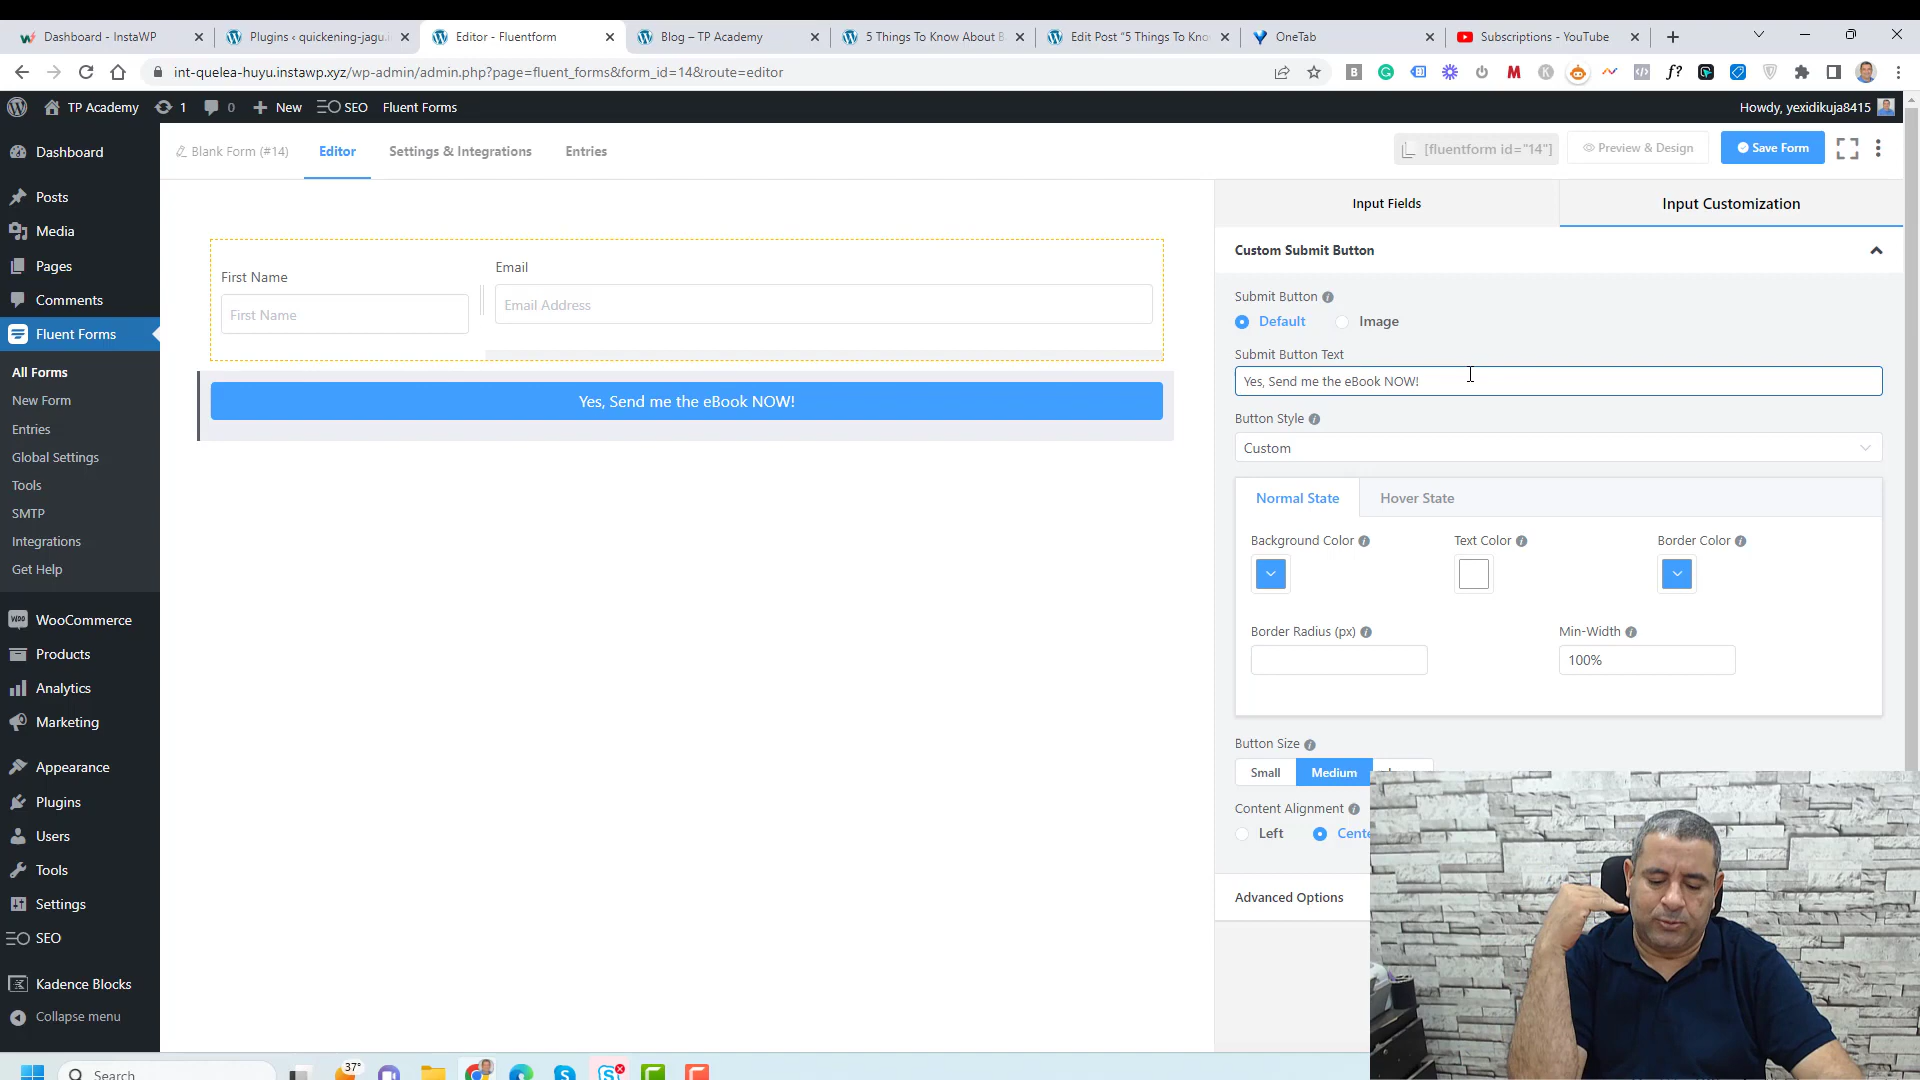 Dashboard - InstaWP
Plugins ‹ quickening-jagu.i
Editor - Fluentform
Blog – TP Academy
5 Things To Know About B
Edit Post "5 Things To Kno
OneTab
Subscriptions - YouTube
int-quelea-huyu.instawp.xyz/wp-admin/admin.php?page=fluent_forms&form_id=14&route=editor
TP Academy
1
0
New
SEO
Fluent Forms
Howdy, yexidikuja8415
Dashboard
Posts
Media
Pages
Comments
Fluent Forms
All Forms
New Form
Entries
Global Settings
Tools
SMTP
Integrations
Get Help
WooCommerce
Products
Analytics
Marketing
Appearance
Plugins
Users
Tools
Settings
SEO
Kadence Blocks
Collapse menu
Blank Form (#14)
Editor
Settings & Integrations
Entries
[fluentform id="14"]
Preview & Design
Save Form
First Name
First Name
Email
Email Address
Yes, Send me the eBook NOW!
Input Fields
Input Customization
Custom Submit Button
Submit Button
Default
Image
Submit Button Text
Yes, Send me the eBook NOW!
Button Style
Custom
Normal State
Hover State
Background Color
Text Color
Border Color
Border Radius (px)
Min-Width
100%
Button Size
Small
Medium
Content Alignment
Left
Cente
Advanced Options
Search
37°